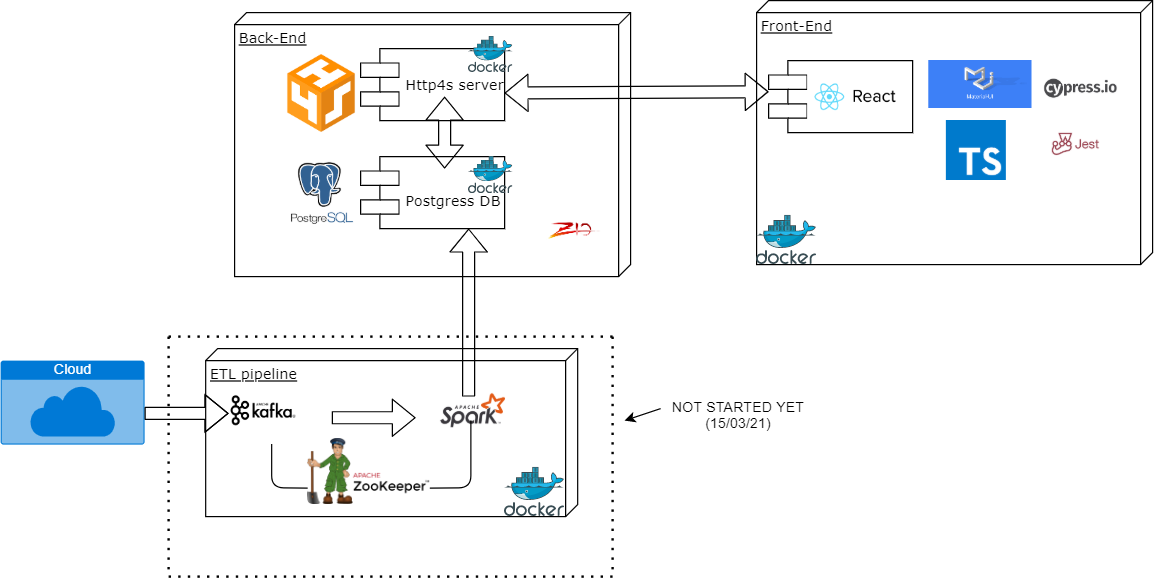 Back-End
docker
Http4s server
PostgreSQL
docker
Postgress DB
ZIO
Front-End
React
Material-UI
cypress.io
TS
Jest
docker
Cloud
ETL pipeline
kafka
APACHE
Spark
APACHE
ZooKeeper
docker
NOT STARTED YET
(15/03/21)